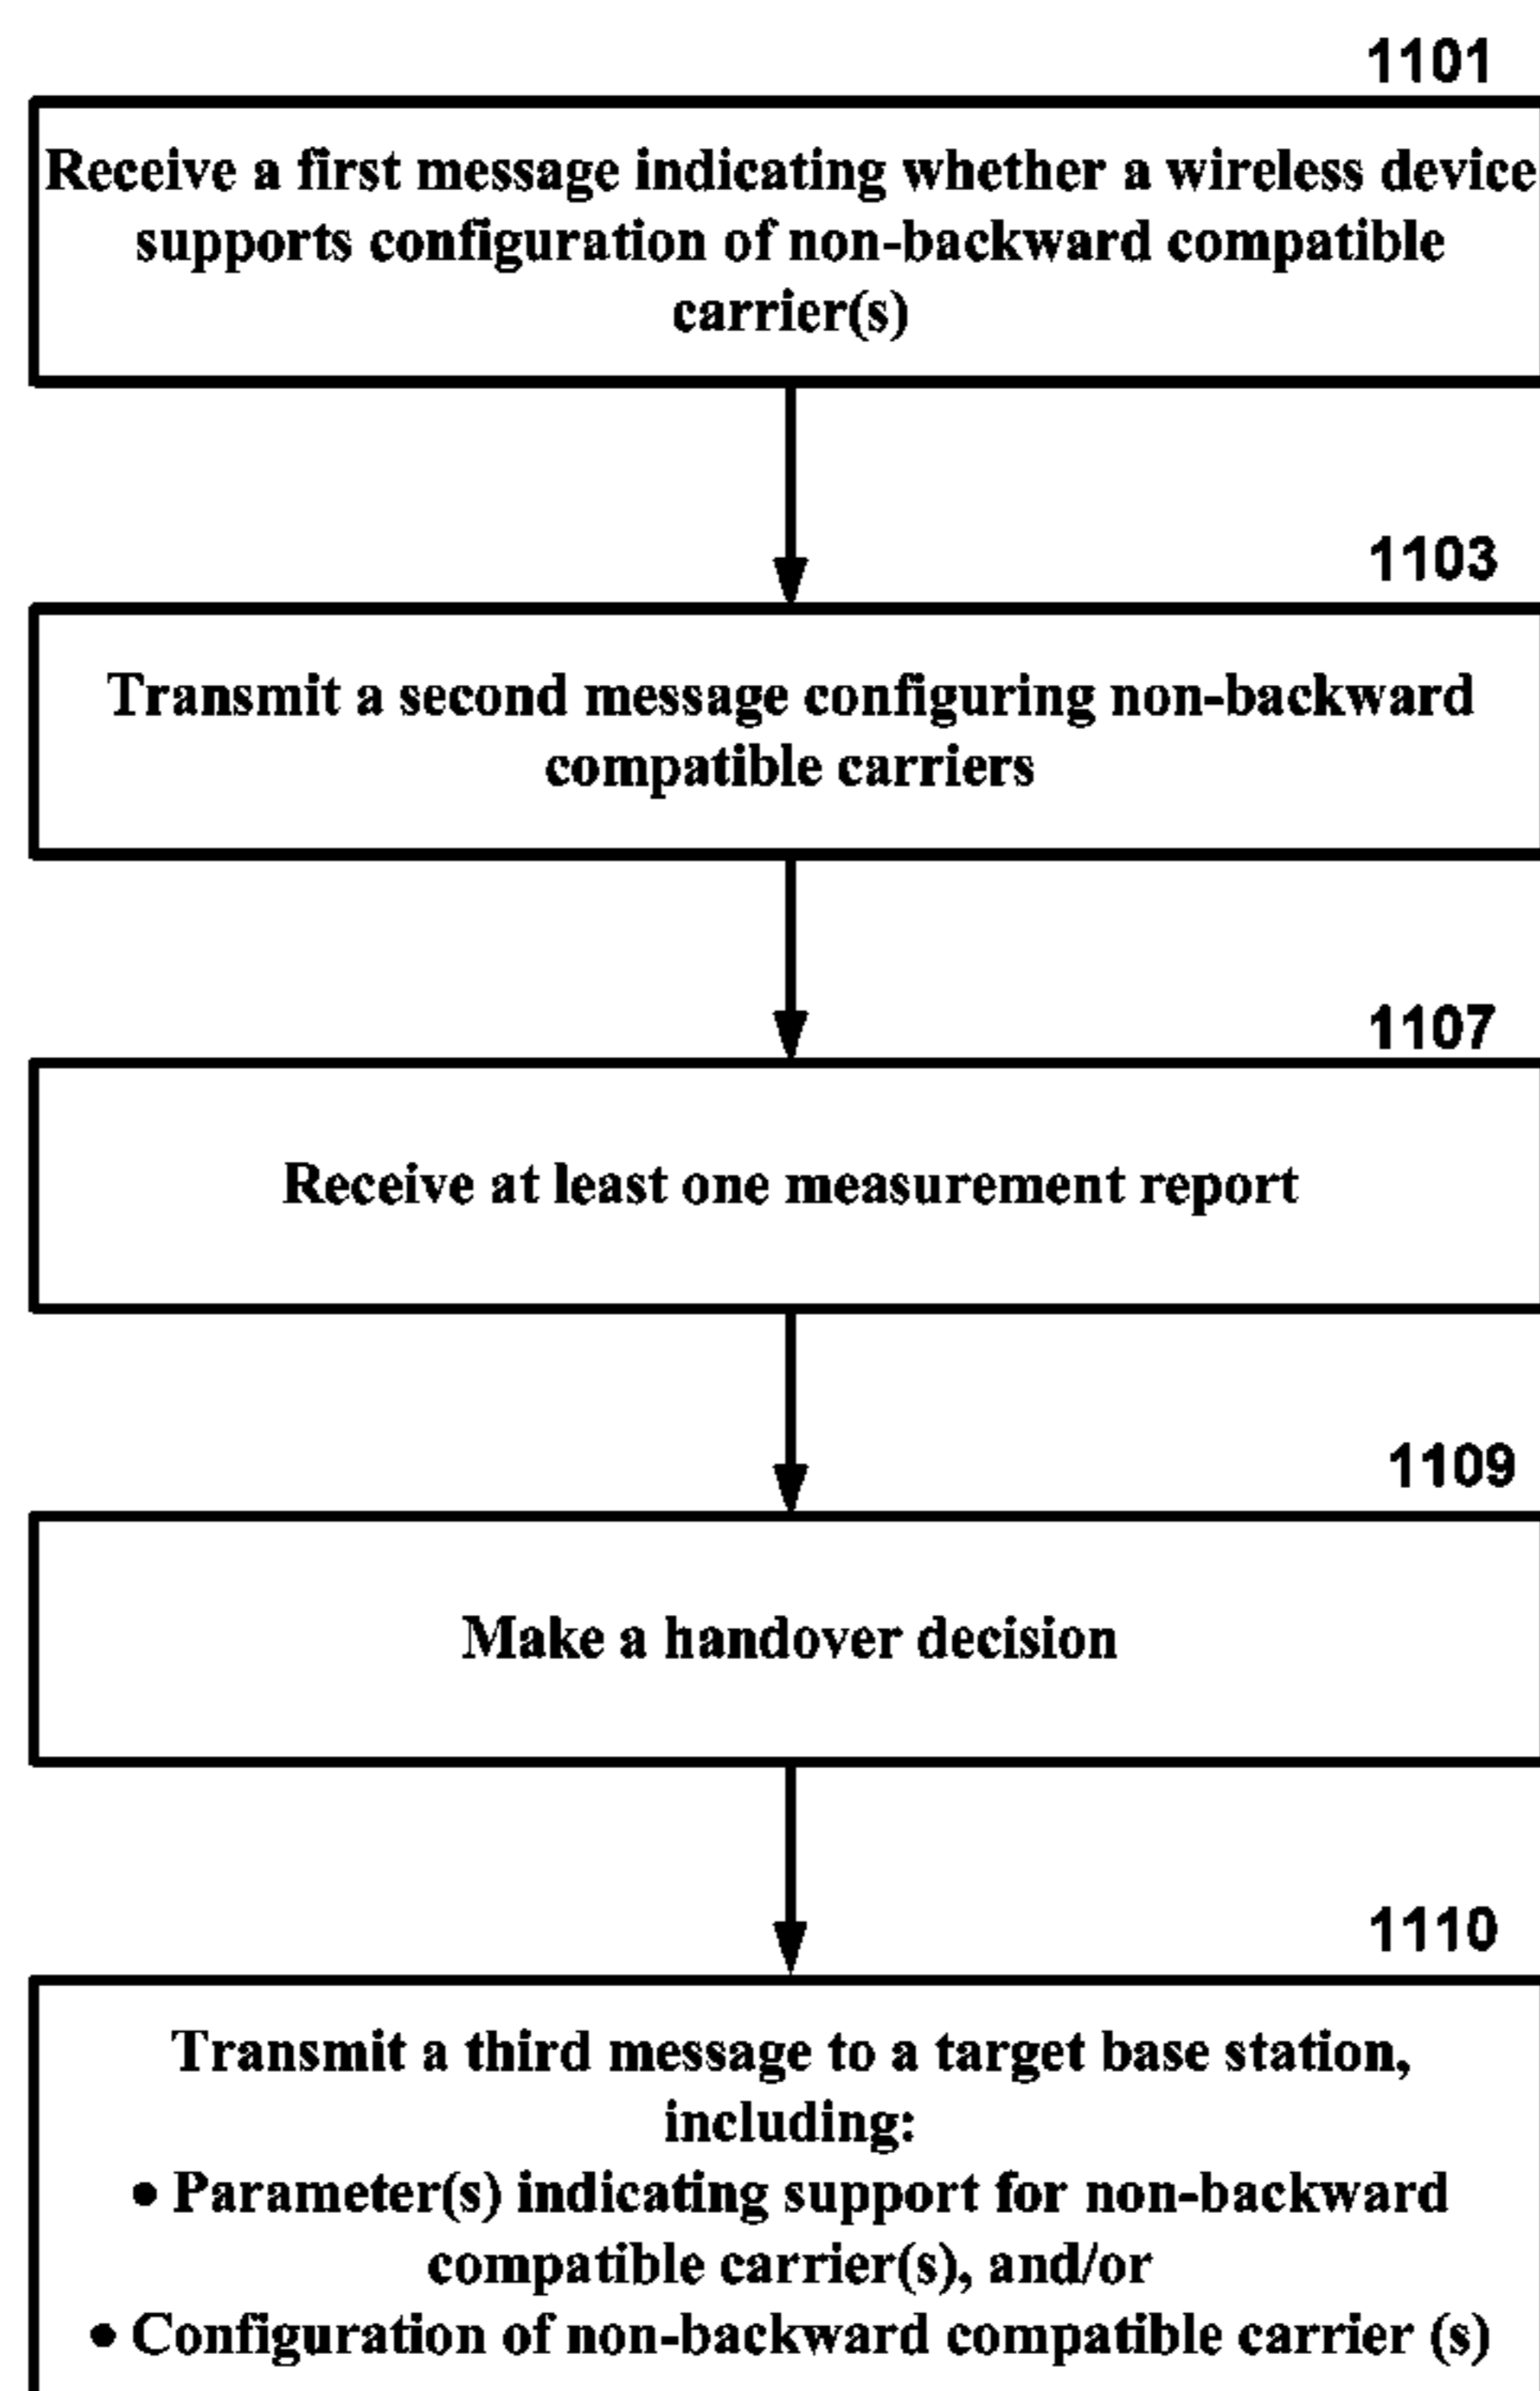 1101
Receive a first message indicating whether a wireless device
supports configuration of non-backward compatible
carrier(s)
1103
Transmit a second message configuring non-backward
compatible carriers
1107
Receive at least one measurement report
1109
Make a handover decision
1110
Transmit a third message to a target base station,
including:
● Parameter(s) indicating support for non-backward
compatible carrier(s), and/or
● Configuration of non-backward compatible carrier (s)